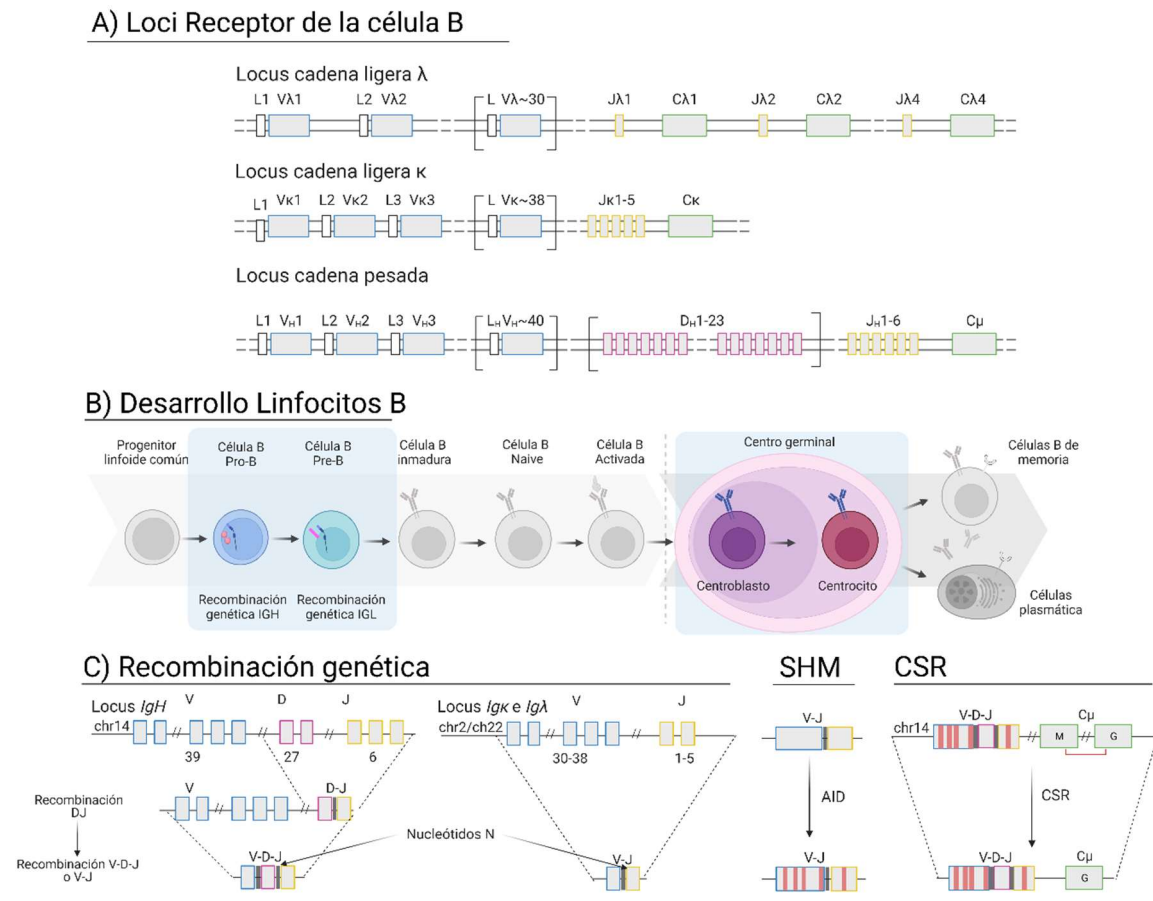 A) Loci Receptor de la célula B
Locus cadena ligera λ
L1 Vλ1 L2 Vλ2 L Vλ~30 Jλ1 Cλ1 Jλ2 Cλ2 Jλ4 Cλ4
Locus cadena ligera κ
L1 Vκ1 L2 Vκ2 L3 Vκ3 L Vκ~38 Jκ1-5 Cκ
Locus cadena pesada
L1 VH1 L2 VH2 L3 VH3 LH VH~40 DH1-23 JH1-6 Cμ
B) Desarrollo Linfocitos B
Progenitor
linfoide común
Célula B
Pro-B
Célula B
Pre-B
Célula B
inmadura
Célula B
Naive
Célula B
Activada
Centro germinal
Células B de
memoria
Centroblasto
Centrocito
Recombinación
genética IGH
Recombinación
genética IGL
Células
plasmática
C) Recombinación genética
SHM
CSR
Locus IgH
chr14
V D J
39 27 6
Locus Igκ e Igλ
chr2/ch22
V J
30-38 1-5
Recombinación
DJ
V
D-J
Nucleótidos N
Recombinación V-D-J
o V-J
V-D-J
V-J
V-J
AID
V-J
chr14
V-D-J
Cμ
M
G
CSR
V-D-J
Cμ
G